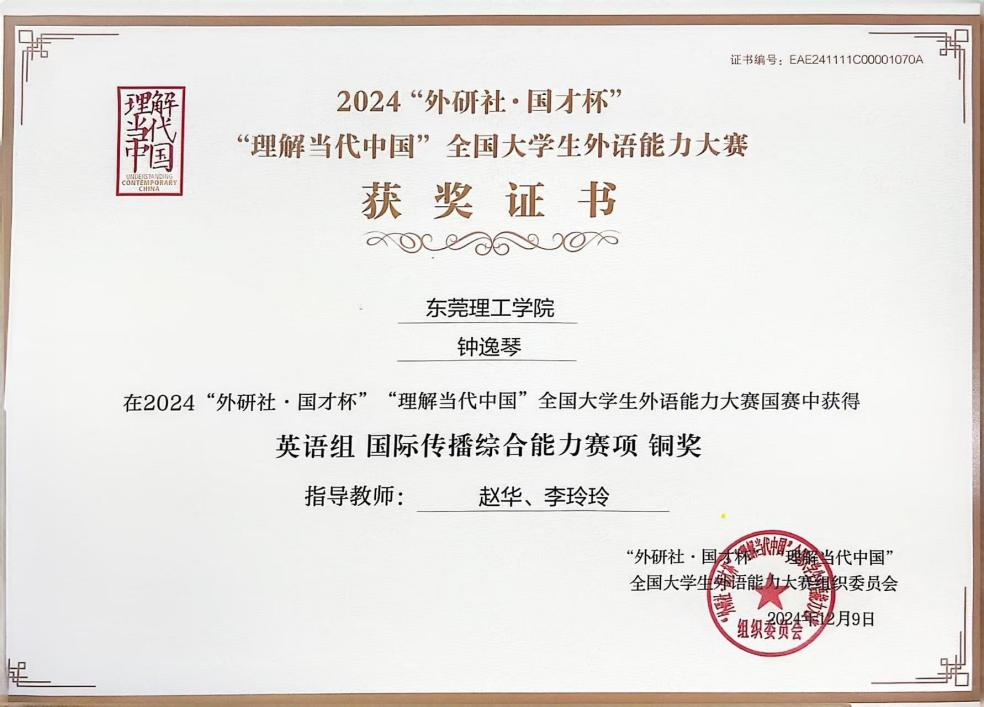 证书编号：EAE241111C00001070A
理解
当代
中国
UNDERSTANDING
CONTEMPORARY
CHINA
2024“外研社·国才杯”
“理解当代中国”全国大学生外语能力大赛
获奖证书
东莞理工学院
钟逸琴
在2024“外研社·国才杯”“理解当代中国”全国大学生外语能力大赛国赛中获得
英语组 国际传播综合能力赛项 铜奖
指导教师： 赵华、李玲玲
“外研社·国才杯”“理解当代中国”
全国大学生外语能力大赛组织委员会
2024年12月9日
组织委员会